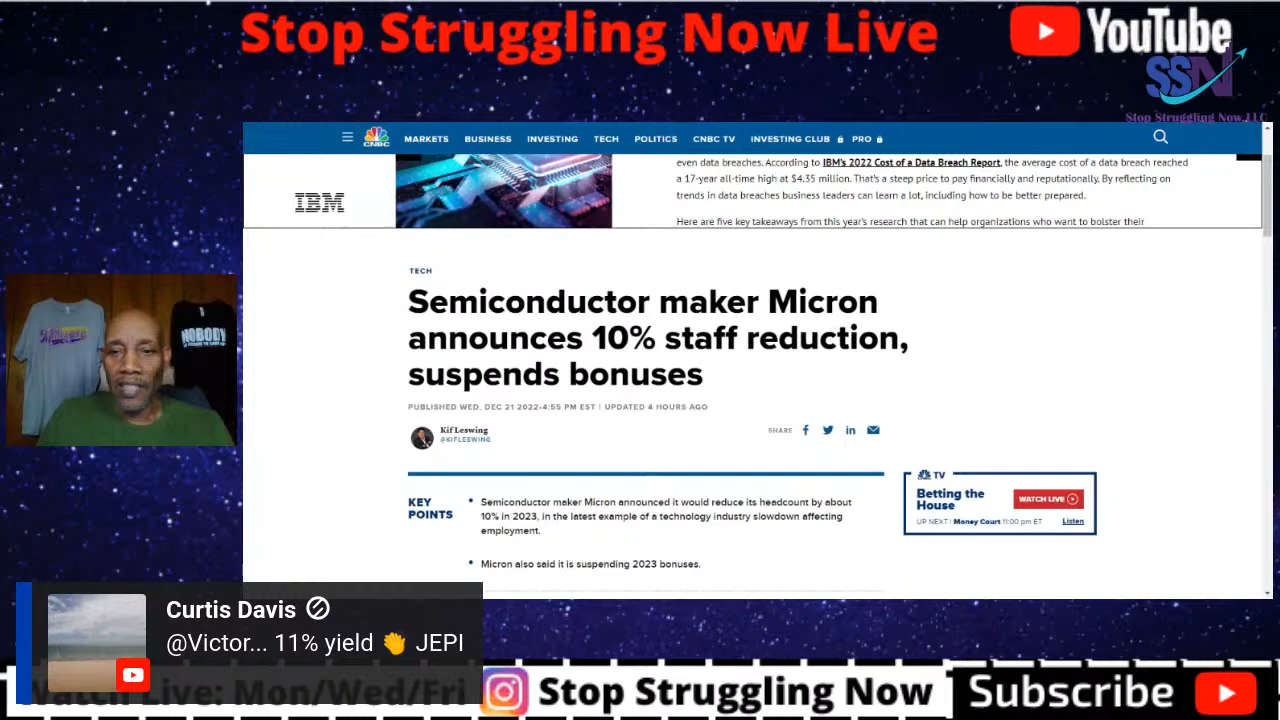 Stop Struggling Now Live
YouTube
SSN
Stop Struggling Now,LLC
CNBC
MARKETS BUSINESS INVESTING TECH POLITICS CNBC TV INVESTING CLUB PRO
even data breaches. According to IBM's 2022 Cost of a Data Breach Report, the average cost of a data breach reached
a 17-year all-time high at $4.35 million. That's a steep price to pay financially and reputationally. By reflecting on
trends in data breaches business leaders can learn a lot, including how to be better prepared.
Here are five key takeaways from this year's research that can help organizations who want to bolster their
IBM
TECH
Semiconductor maker Micron
announces 10% staff reduction,
suspends bonuses
PUBLISHED WED, DEC 21 2022•4:55 PM EST | UPDATED 4 HOURS AGO
Kif Leswing
@KIFLESWING
SHARE
KEY
POINTS
• Semiconductor maker Micron announced it would reduce its headcount by about
10% in 2023, in the latest example of a technology industry slowdown affecting
employment.
• Micron also said it is suspending 2023 bonuses.
TV
Betting the
House
WATCH LIVE
UP NEXT | Money Court 11:00 pm ET
Listen
NOBODY
Curtis Davis
@Victor... 11% yield 👏 JEPI
Watch Live: Mon/Wed/Fri
Stop Struggling Now
Subscribe